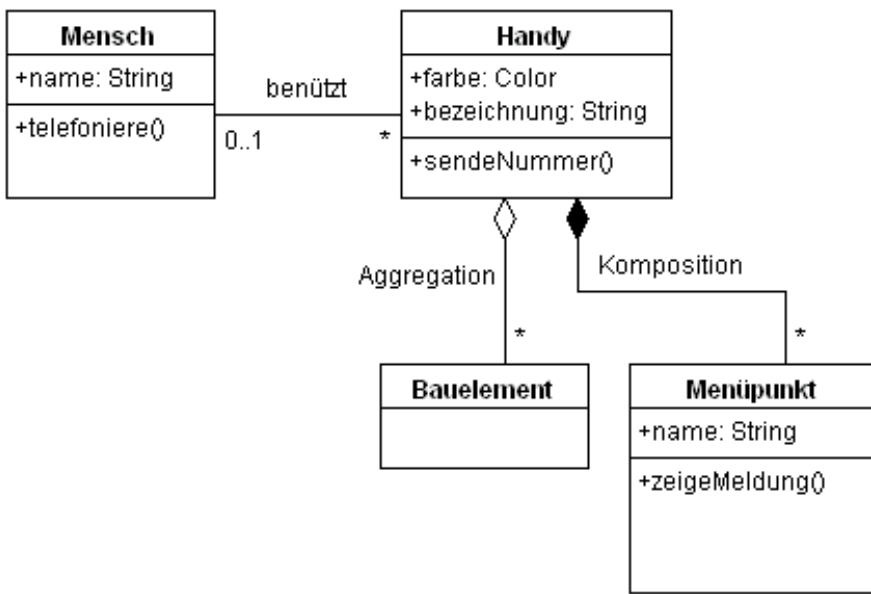 Mensch
+name: String
+telefoniere()
benützt
0..1
*
Handy
+farbe: Color
+bezeichnung: String
+sendeNummer()
Aggregation
*
Komposition
*
Bauelement
Menüpunkt
+name: String
+zeigeMeldung()